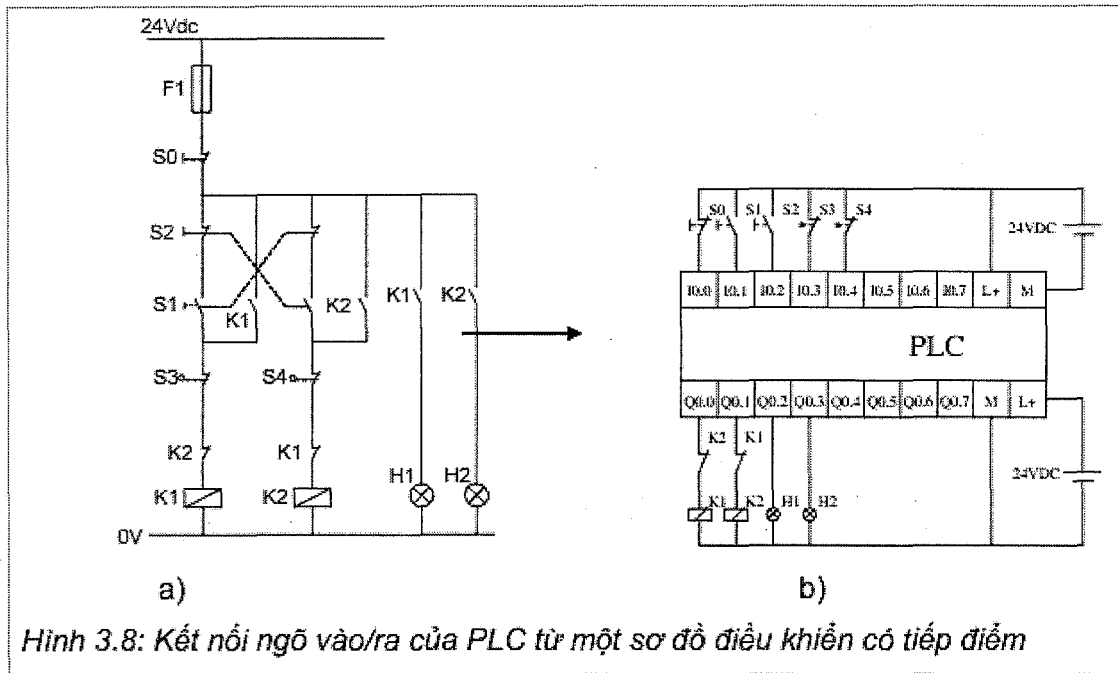 24Vdc
F1
S0
S2
S1
K1
K2
K1
K2
S3
S4
K2
K1
K1
K2
H1
H2
0V
a)
S0 S1 S2 S3 S4
24VDC
I0.0 I0.1 I0.2 I0.3 I0.4 I0.5 I0.6 I0.7 L+ M
PLC
Q0.0 Q0.1 Q0.2 Q0.3 Q0.4 Q0.5 Q0.6 Q0.7 M L+
K2 K1
K1 K2 H1 H2
24VDC
b)
Hình 3.8: Kết nối ngõ vào/ra của PLC từ một sơ đồ điều khiển có tiếp điểm